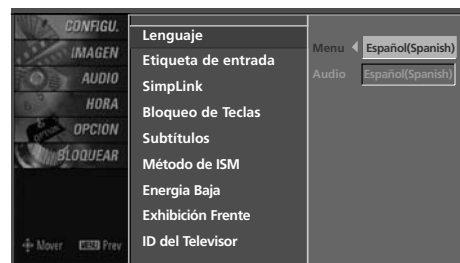 CONFIGU.
IMAGEN
AUDIO
HORA
OPCIÓN
BLOQUEAR
Mover MENU Prev
Lenguaje
Etiqueta de entrada
SimpLink
Bloqueo de Teclas
Subtítulos
Método de ISM
Energia Baja
Exhibición Frente
ID del Televisor
Menu Español(Spanish)
Audio Español(Spanish)